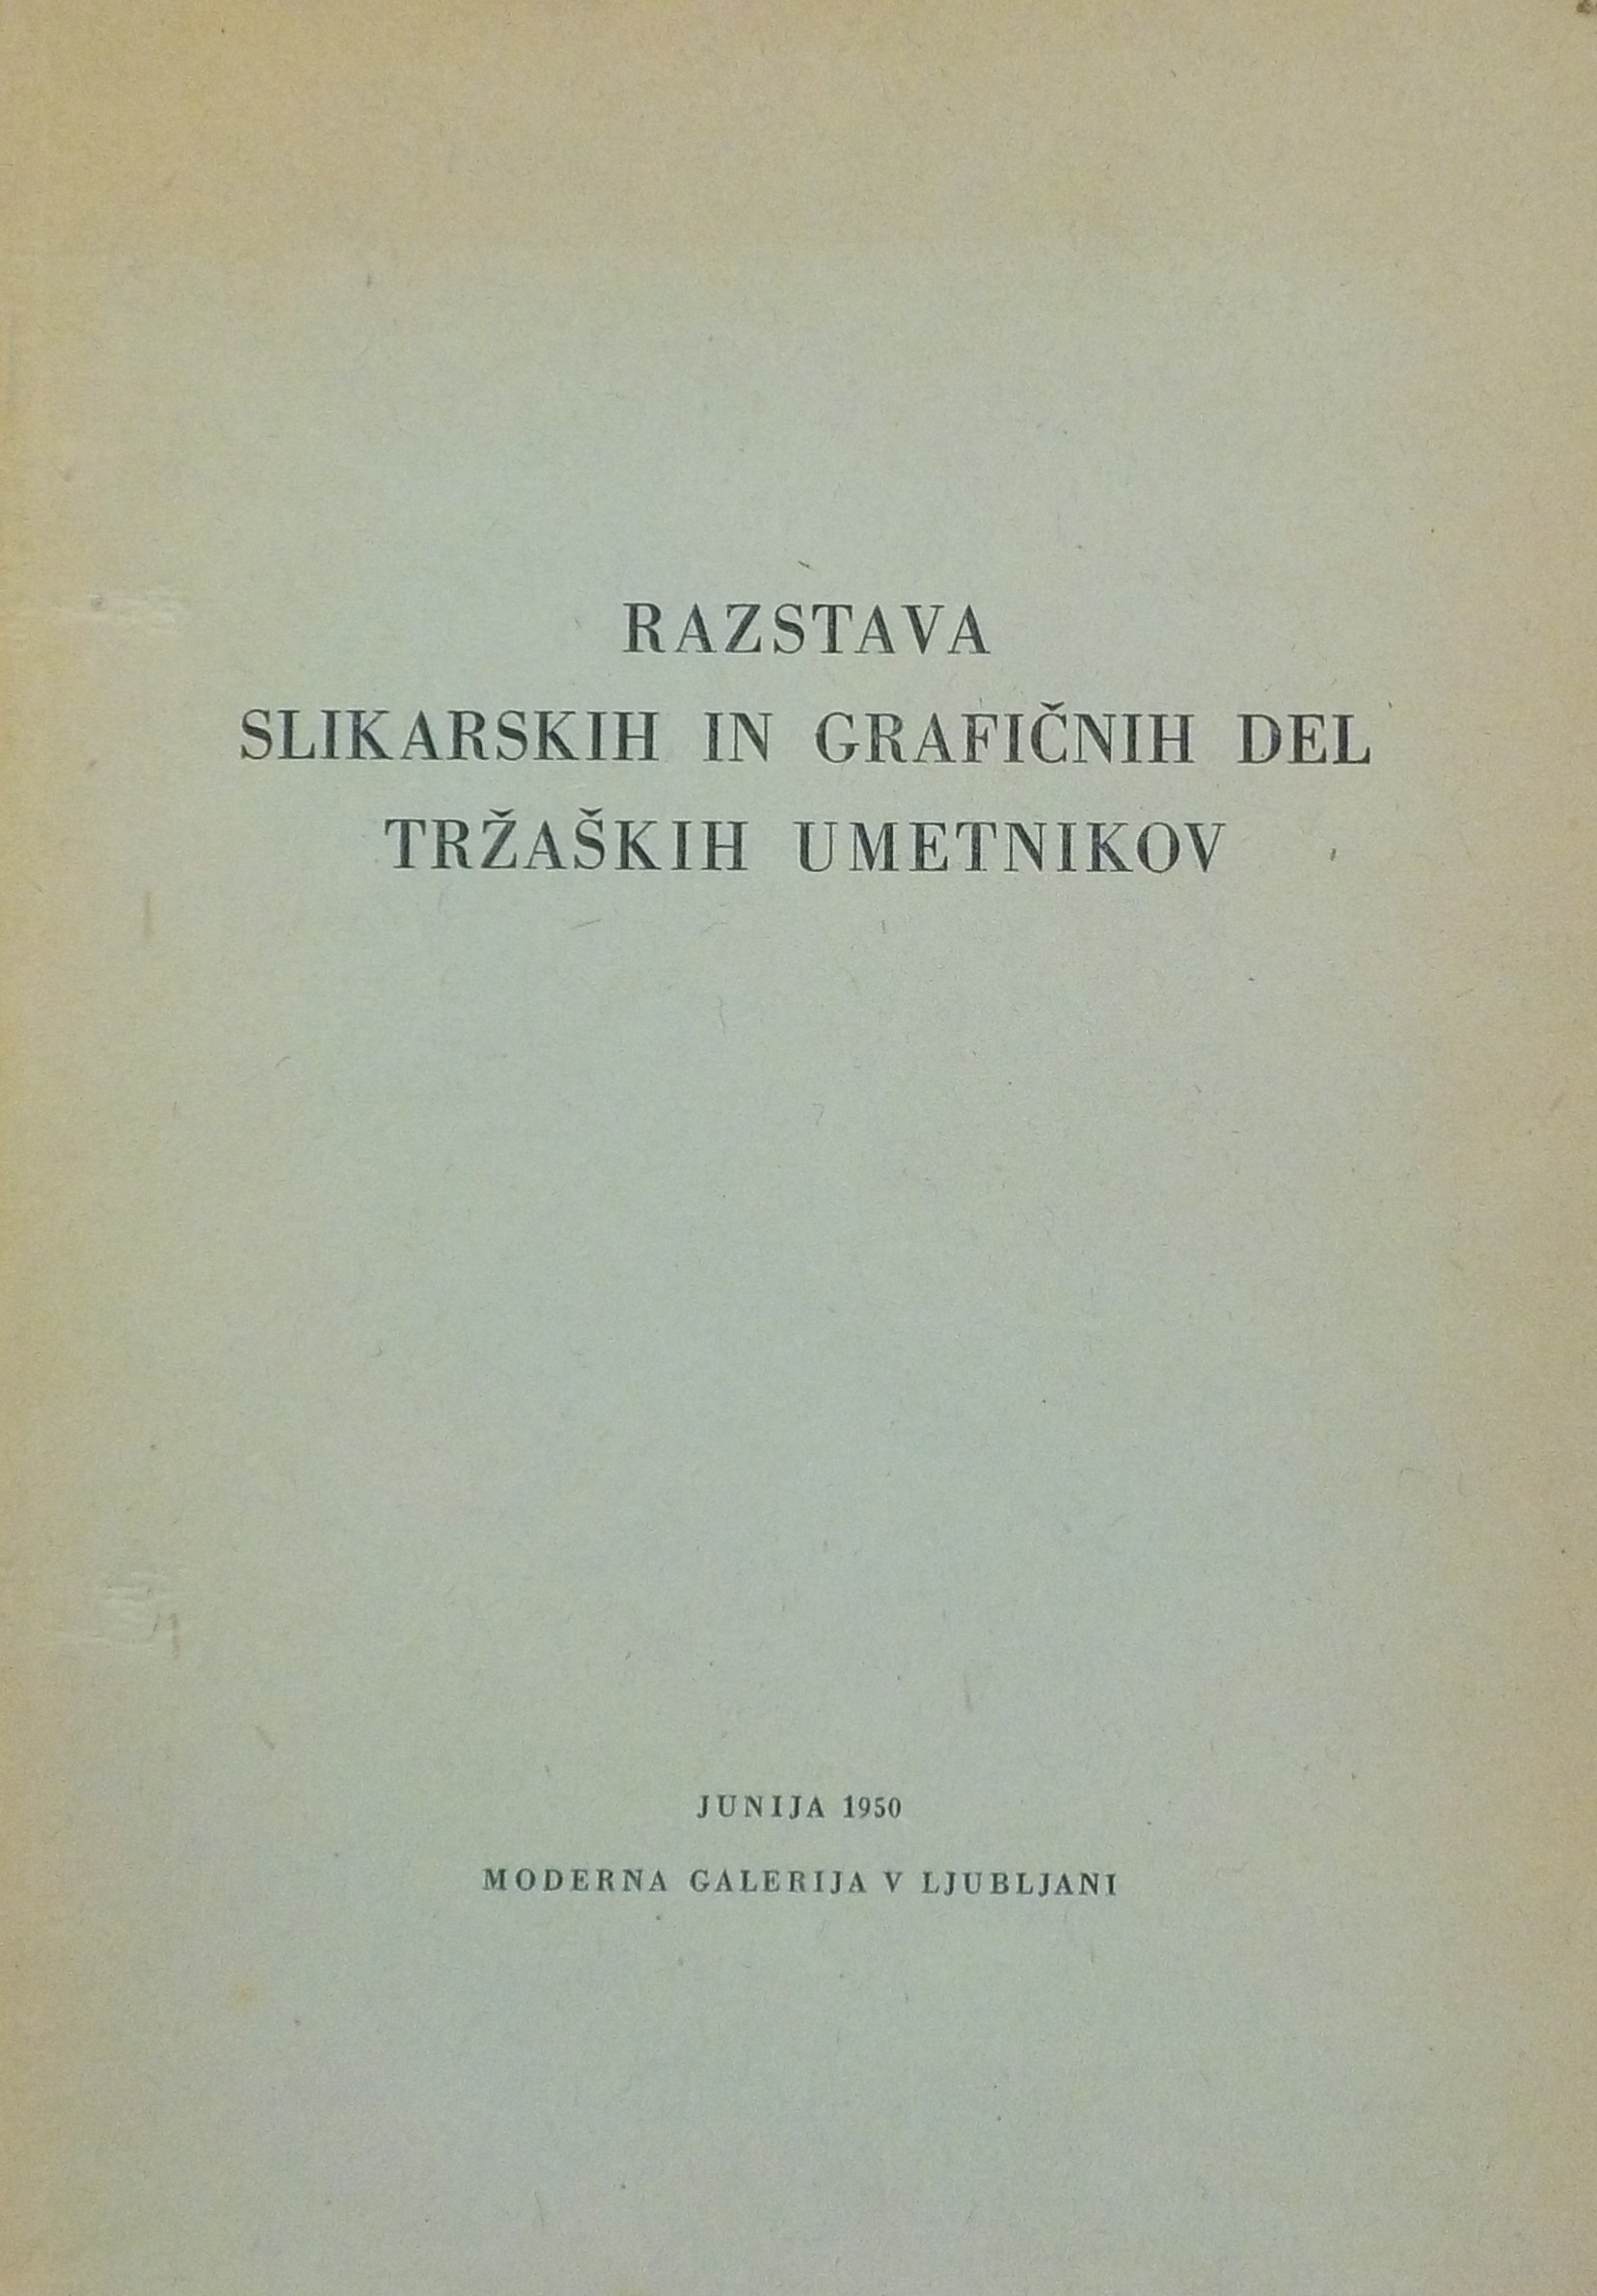 RAZSTAVA
SLIKARSKIH IN GRAFIČNIH DEL
TRŽAŠKIH UMETNIKOV
JUNIJA 1950
MODERNA GALERIJA V LJUBLJANI